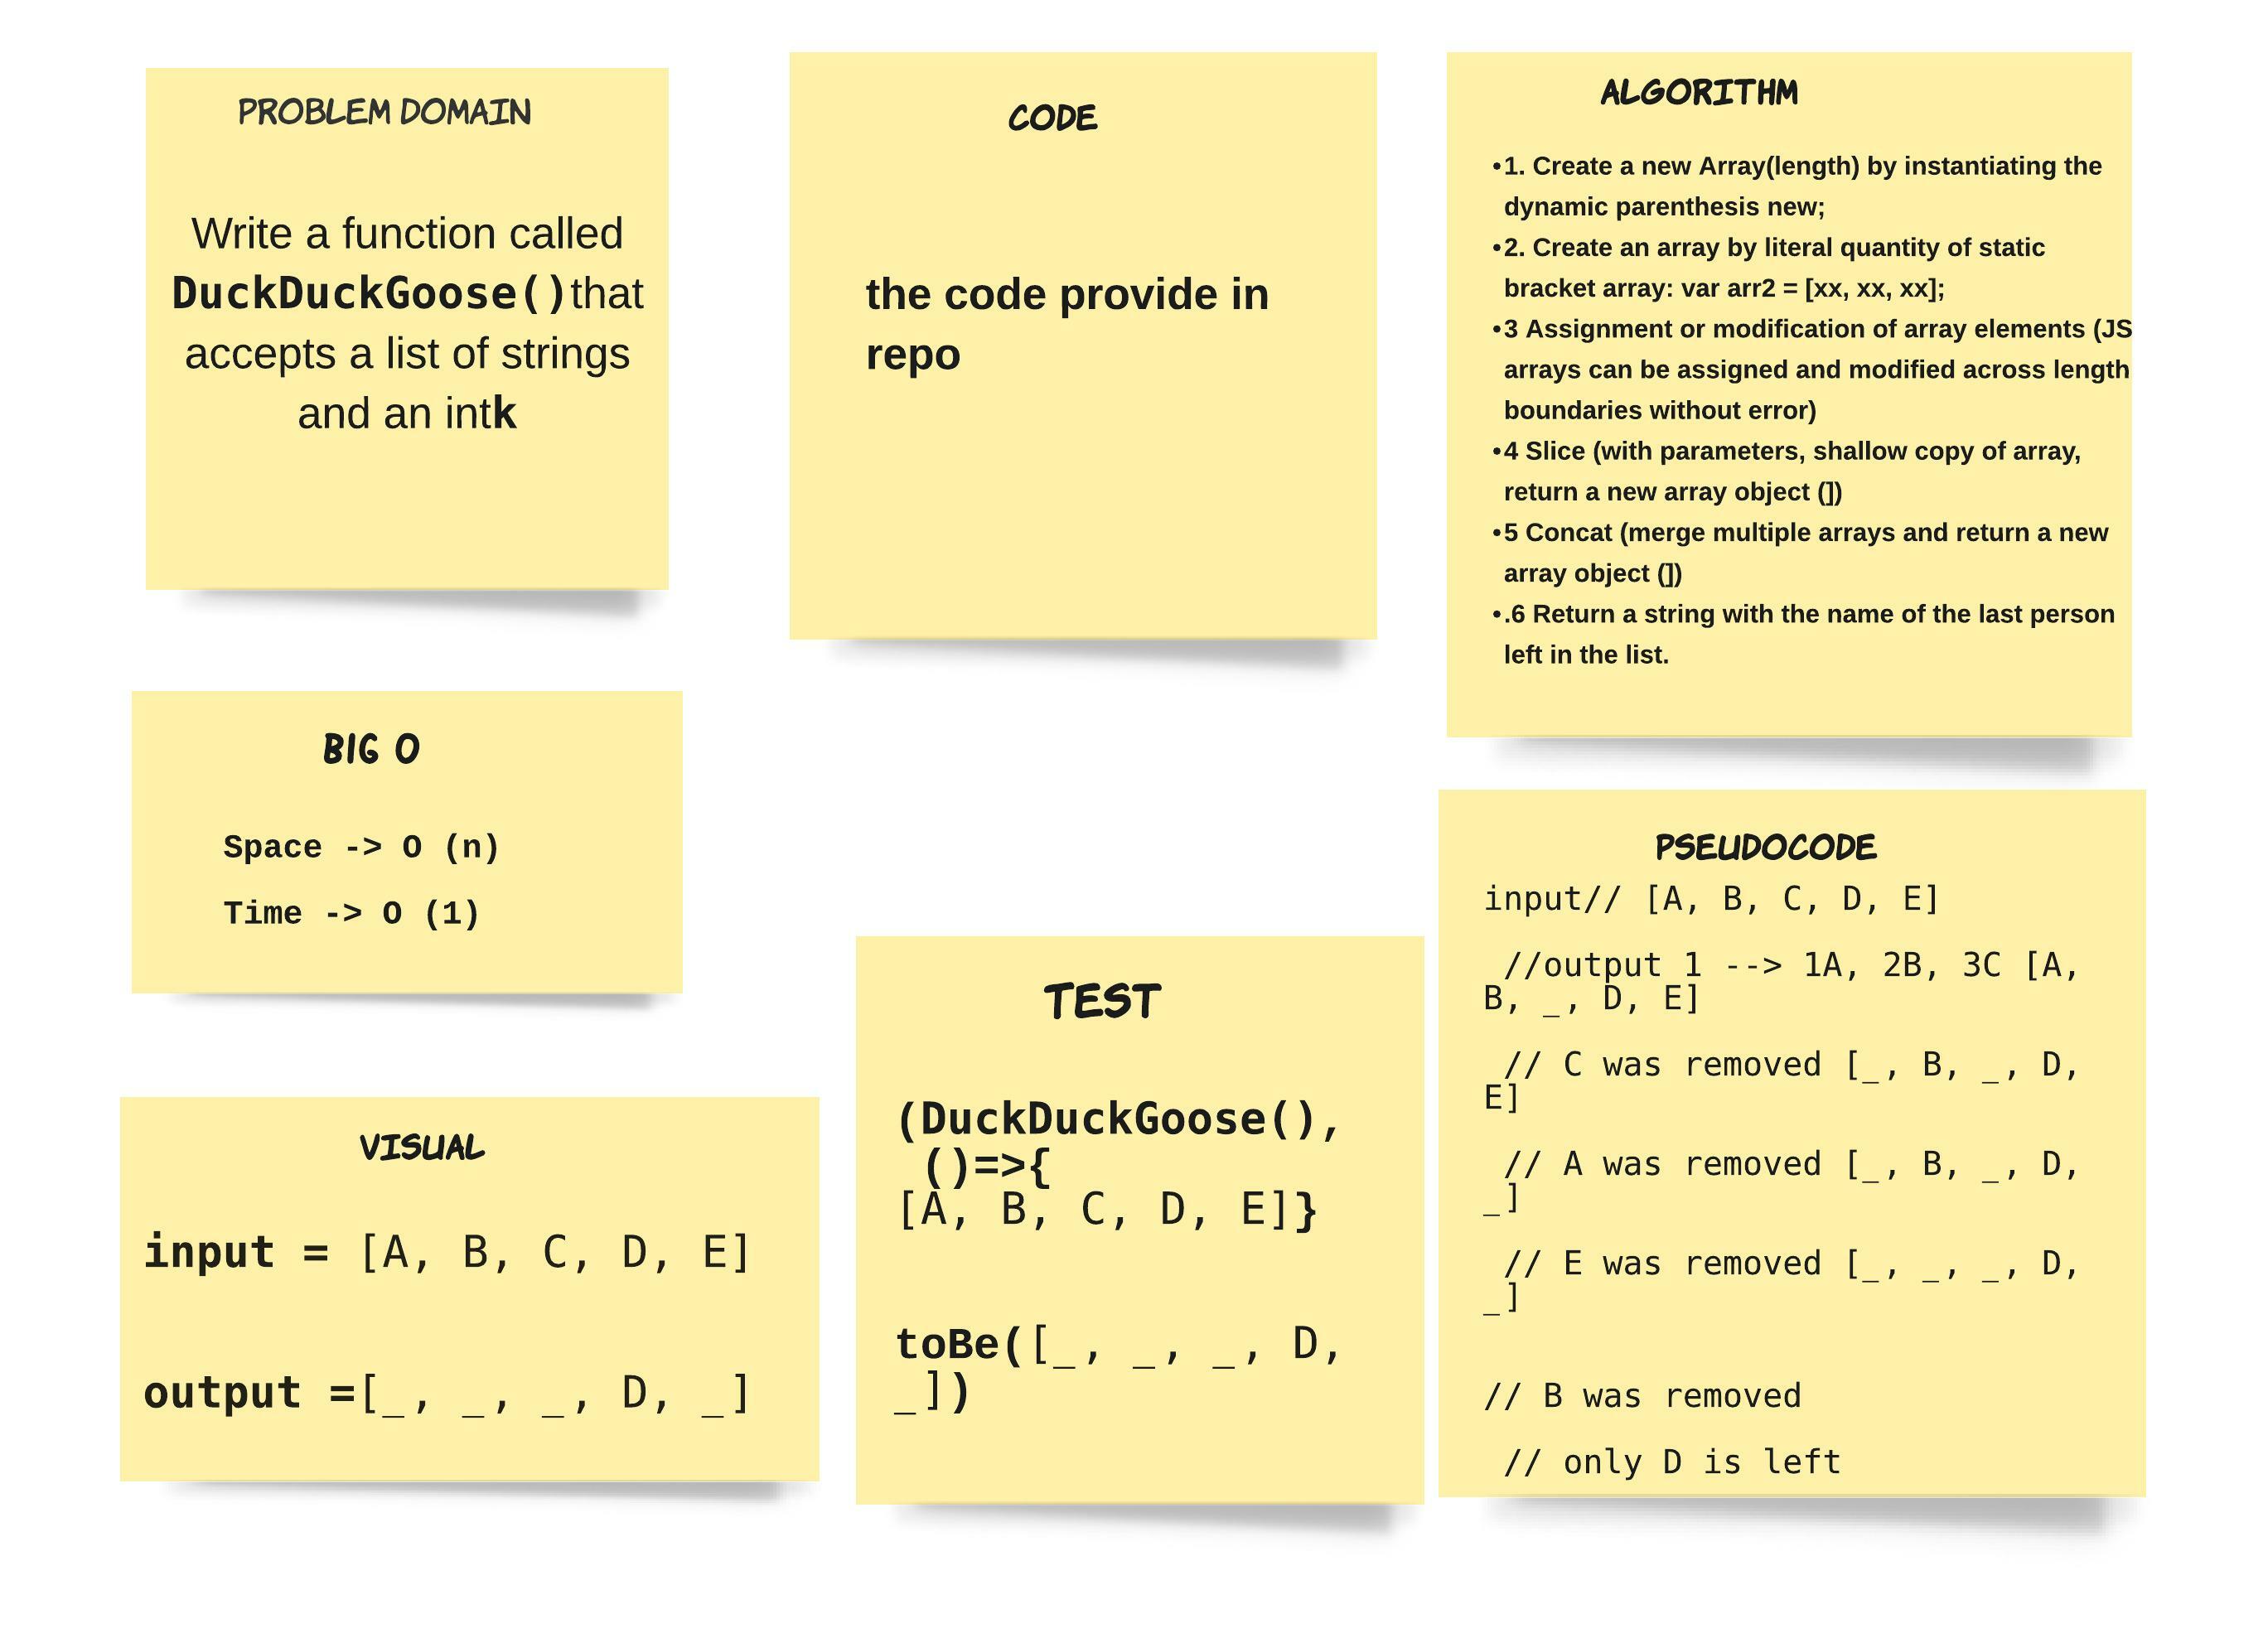 PROBLEM DOMAIN
Write a function called
DuckDuckGoose()that
accepts a list of strings
and an intk
CODE
the code provide in
repo
ALGORITHM
•1. Create a new Array(length) by instantiating the
dynamic parenthesis new;
•2. Create an array by literal quantity of static
bracket array: var arr2 = [xx, xx, xx];
•3 Assignment or modification of array elements (JS
arrays can be assigned and modified across length
boundaries without error)
•4 Slice (with parameters, shallow copy of array,
return a new array object (])
•5 Concat (merge multiple arrays and return a new
array object (])
•.6 Return a string with the name of the last person
left in the list.
BIG O
Space -> O (n)
Time -> O (1)
VISUAL
input = [A, B, C, D, E]
output =[_, _, _, D, _]
TEST
(DuckDuckGoose(),
()=>{
[A, B, C, D, E]}
toBe([_, _, _, D,
_])
PSEUDOCODE
input// [A, B, C, D, E]
//output 1 --> 1A, 2B, 3C [A,
B, _, D, E]
// C was removed [_, B, _, D,
E]
// A was removed [_, B, _, D,
_]
// E was removed [_, _, _, D,
_]
// B was removed
// only D is left